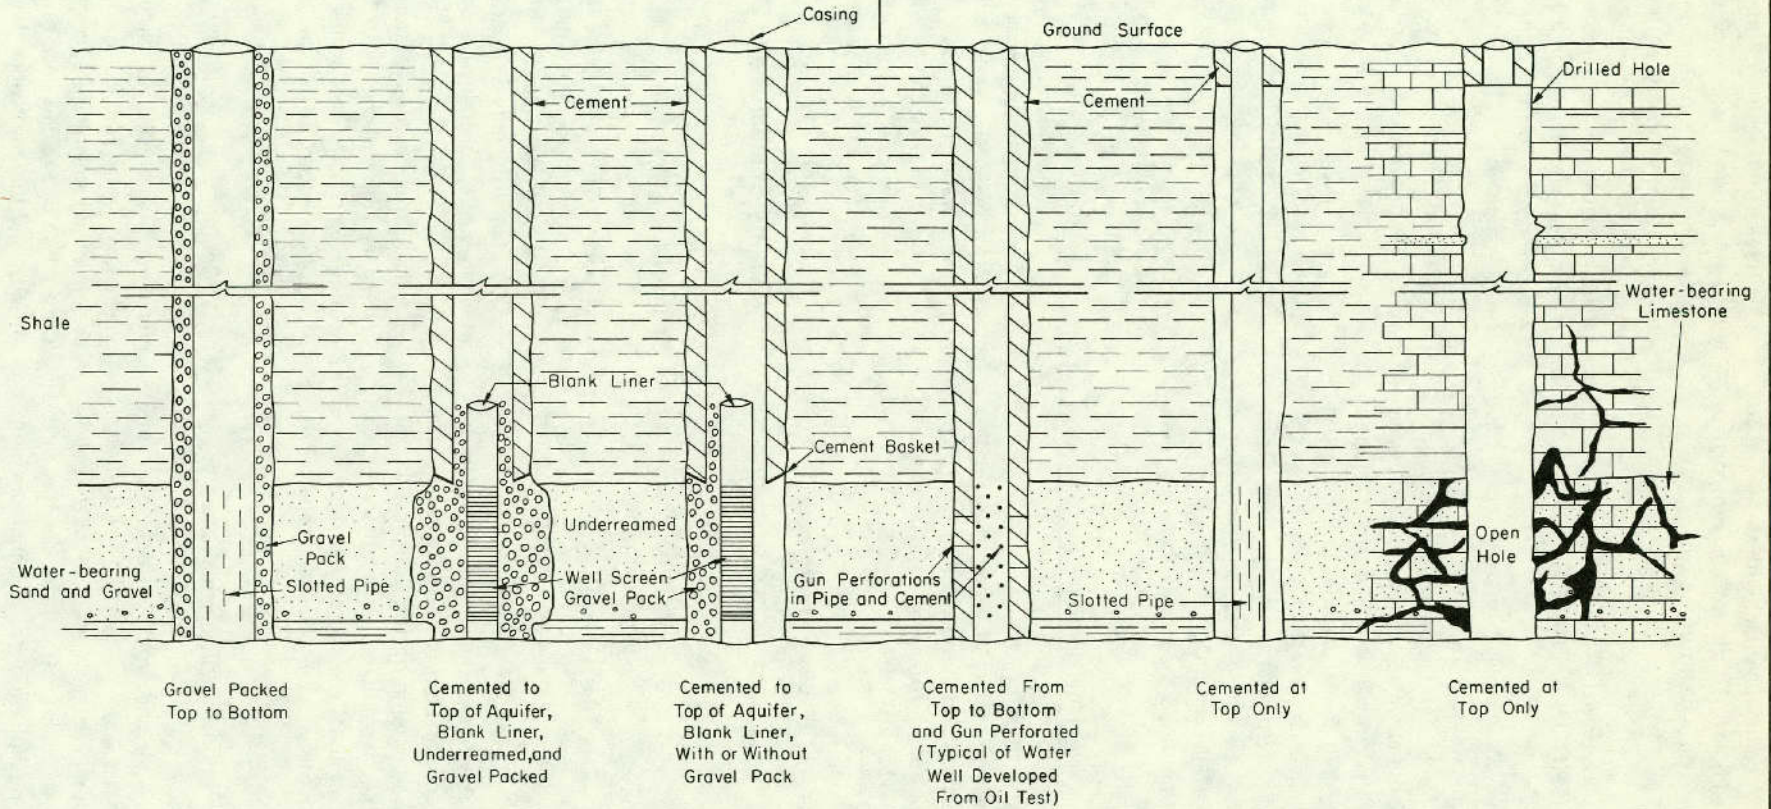 Casing
Ground Surface
Drilled Hole
Cement
Cement
Water-bearing
Limestone
Shale
Blank Liner
Cement Basket
Underreamed
Gravel
Pack
Open
Hole
Water-bearing
Sand and Gravel
Slotted Pipe
Well Screen
Gravel Pack
Gun Perforations
in Pipe and Cement
Slotted Pipe
Gravel Packed
Top to Bottom
Cemented to
Top of Aquifer,
Blank Liner,
Underreamed, and
Gravel Packed
Cemented to
Top of Aquifer,
Blank Liner,
With or Without
Gravel Pack
Cemented From
Top to Bottom
and Gun Perforated
(Typical of Water
Well Developed
From Oil Test)
Cemented at
Top Only
Cemented at
Top Only